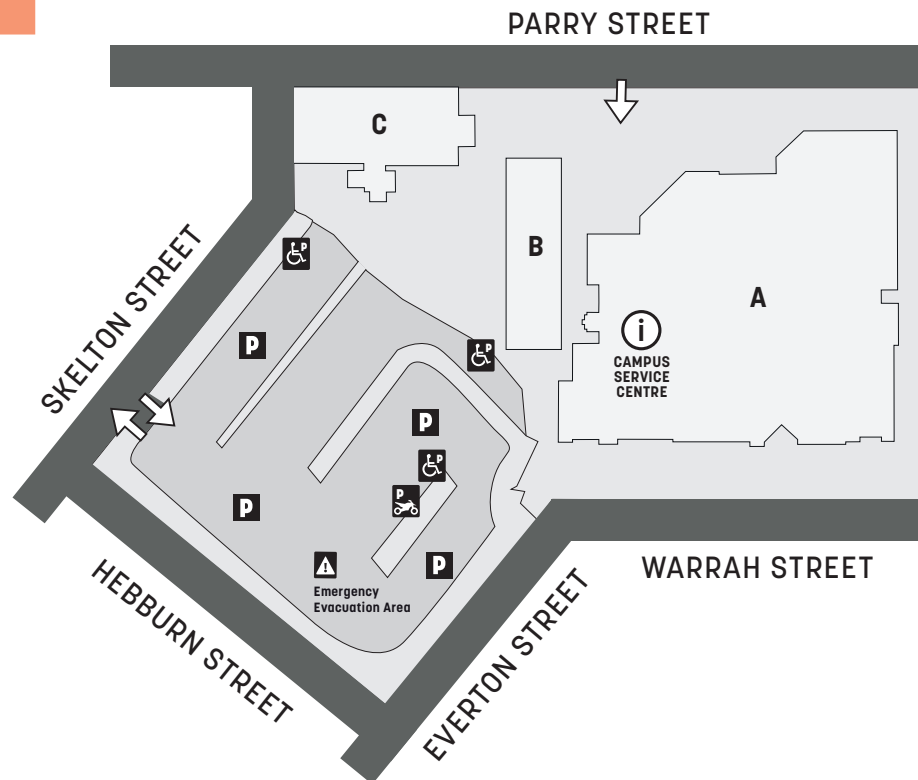 PARRY STREET
C
B
A
SKELTON STREET
P
P
i
CAMPUS
SERVICE
CENTRE
P
P
P
P
P
P
P
!
Emergency
Evacuation Area
WARRAH STREET
HEBBURN STREET
EVERTON STREET